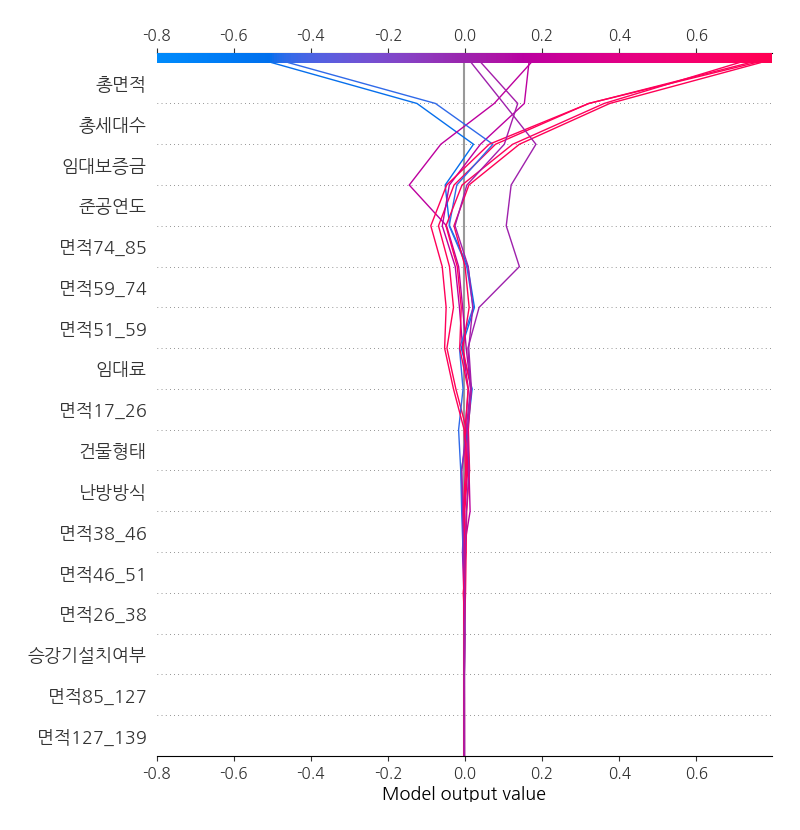 -0.8 -0.6 -0.4 -0.2 0.0 0.2 0.4 0.6
총면적
총세대수
임대보증금
준공연도
면적74_85
면적59_74
면적51_59
임대료
면적17_26
건물형태
난방방식
면적38_46
면적46_51
면적26_38
승강기설치여부
면적85_127
면적127_139
-0.8 -0.6 -0.4 -0.2 0.0 0.2 0.4 0.6
Model output value